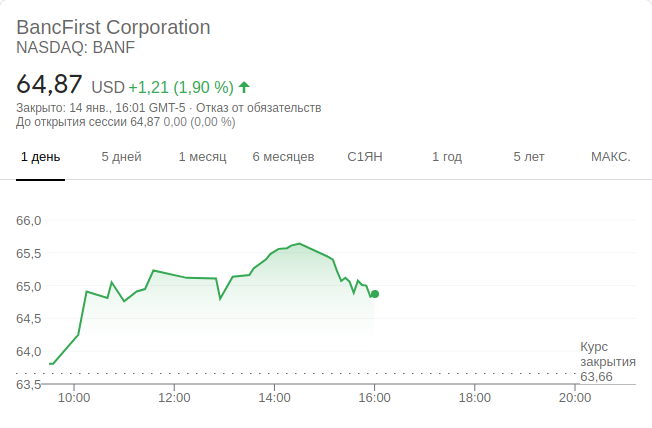 BancFirst Corporation
NASDAQ: BANF
64,87 USD +1,21 (1,90 %)
Закрыто: 14 янв., 16:01 GMT-5 · Отказ от обязательств
До открытия сессии 64,87 0,00 (0,00 %)
1 день 5 дней 1 месяц 6 месяцев С1ЯН 1 год 5 лет МАКС.
66,0
65,5
65,0
64,5
64,0
Курс
закрытия
63,66
63,5
10:00 12:00 14:00 16:00 18:00 20:00